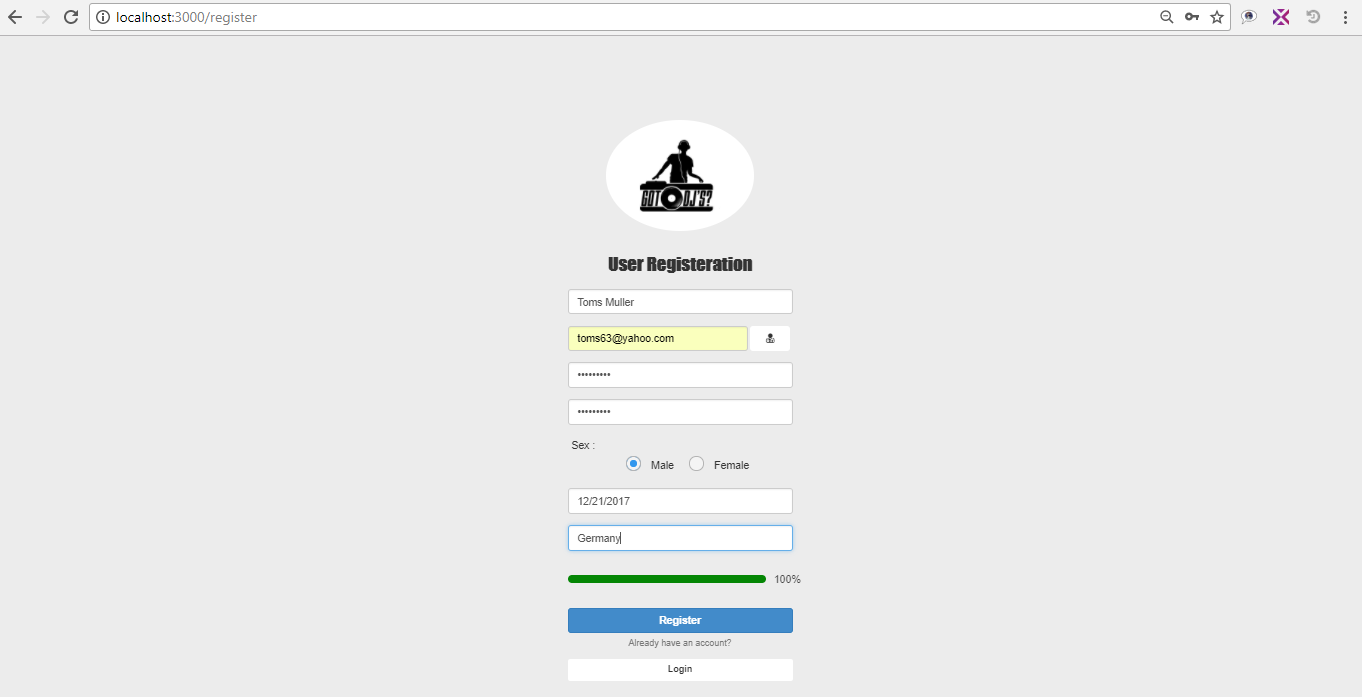 localhost:3000/register
GOT DJ'S?
User Registeration
Toms Muller
toms63@yahoo.com
•••••••••
•••••••••
Sex :
Male Female
12/21/2017
Germany
100%
Register
Already have an account?
Login